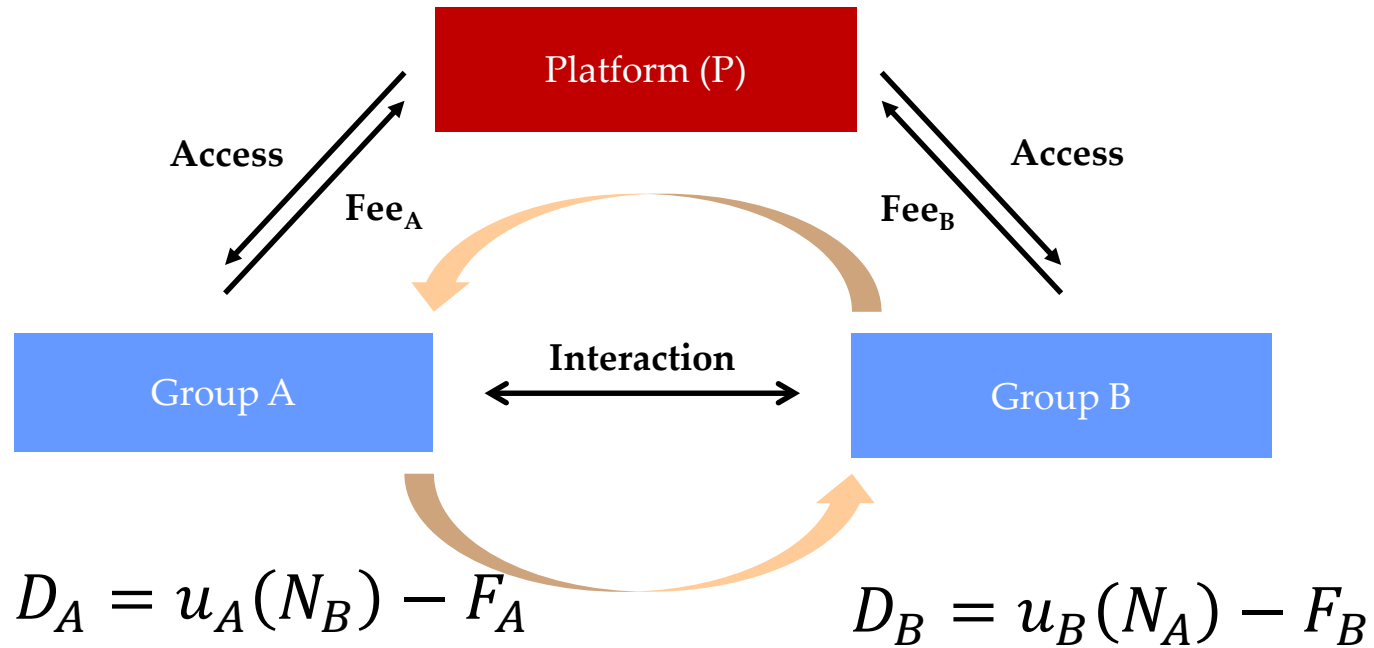 Platform (P)
Access
Access
Fee_A
Fee_B
Interaction
Group A
Group B
D_A = u_A(N_B) − F_A
D_B = u_B(N_A) − F_B